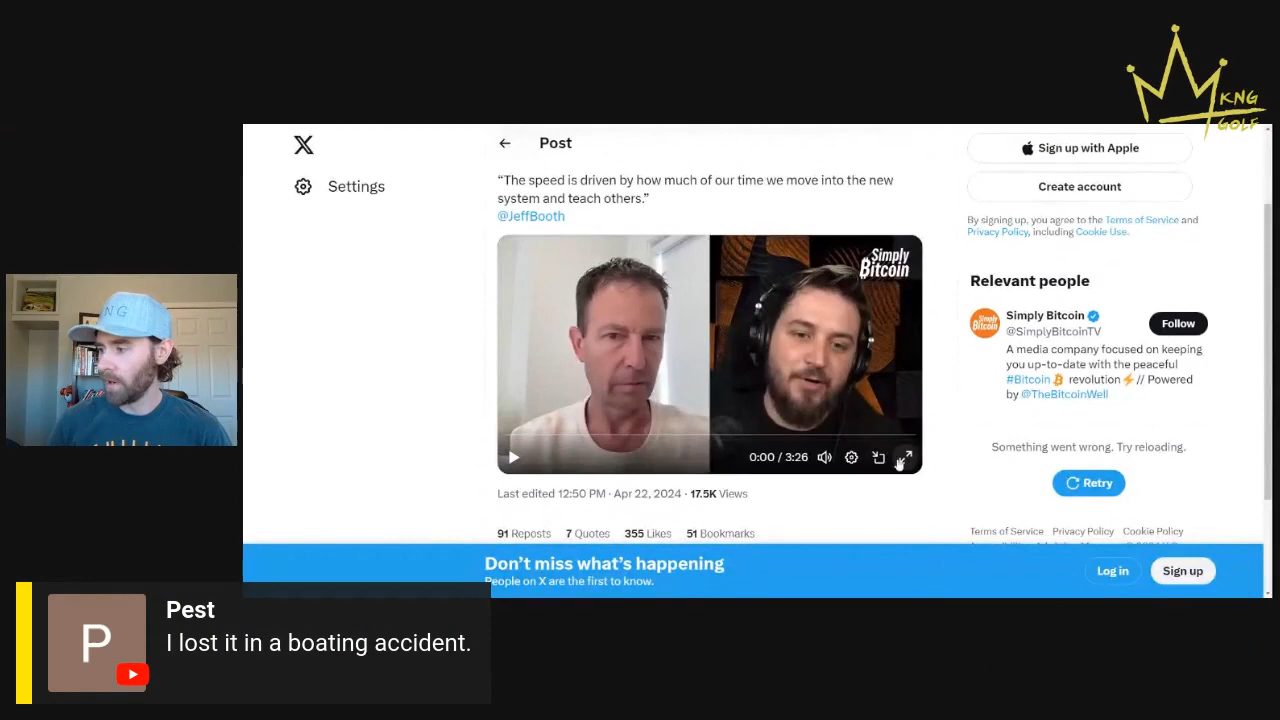 KNG
GOLF
Post
Settings
“The speed is driven by how much of our time we move into the new
system and teach others.”
@JeffBooth
Simply
Bitcoin
0:00 / 3:26
Last edited 12:50 PM · Apr 22, 2024 · 17.5K Views
91 Reposts 7 Quotes 355 Likes 51 Bookmarks
Sign up with Apple
Create account
By signing up, you agree to the Terms of Service and
Privacy Policy, including Cookie Use.
Relevant people
Simply Bitcoin
@SimplyBitcoinTV
Follow
A media company focused on keeping
you up-to-date with the peaceful
#Bitcoin revolution⚡// Powered
by @TheBitcoinWell
Something went wrong. Try reloading.
Retry
Terms of Service Privacy Policy Cookie Policy
Don’t miss what’s happening
People on X are the first to know.
Log in
Sign up
P
Pest
I lost it in a boating accident.